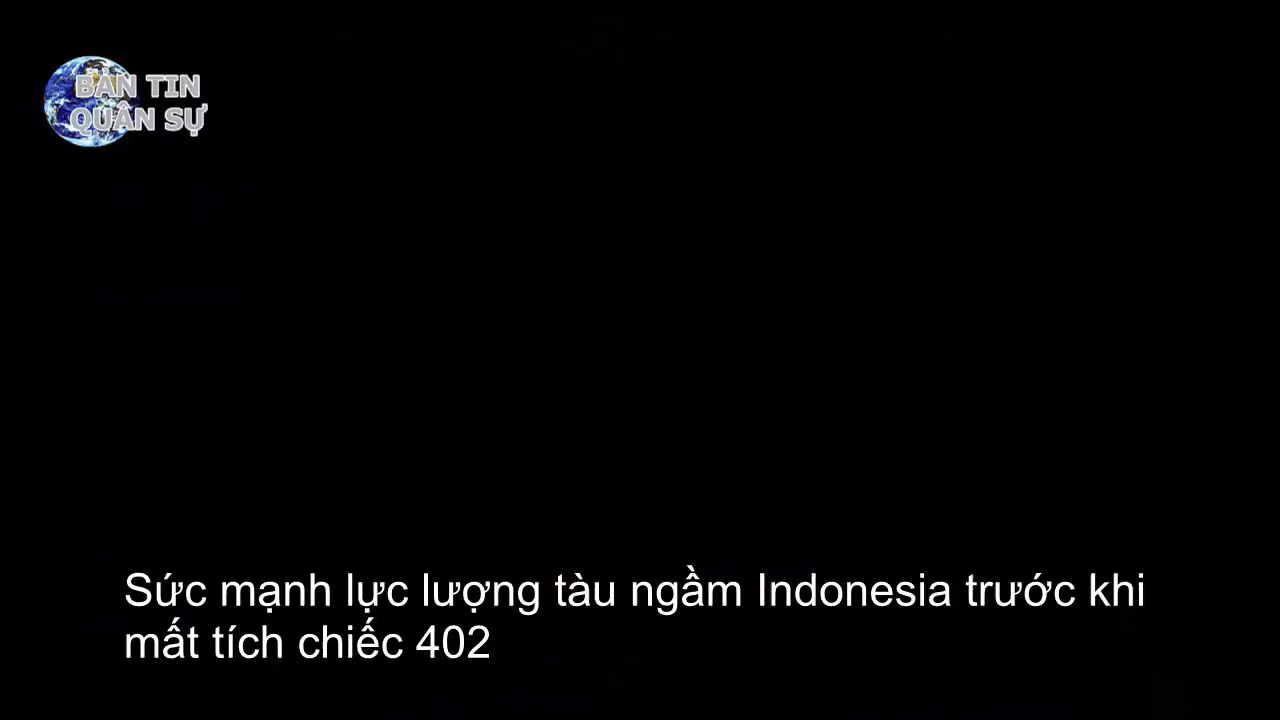 BẢN TIN
QUÂN SỰ
Sức mạnh lực lượng tàu ngầm Indonesia trước khi
mất tích chiếc 402